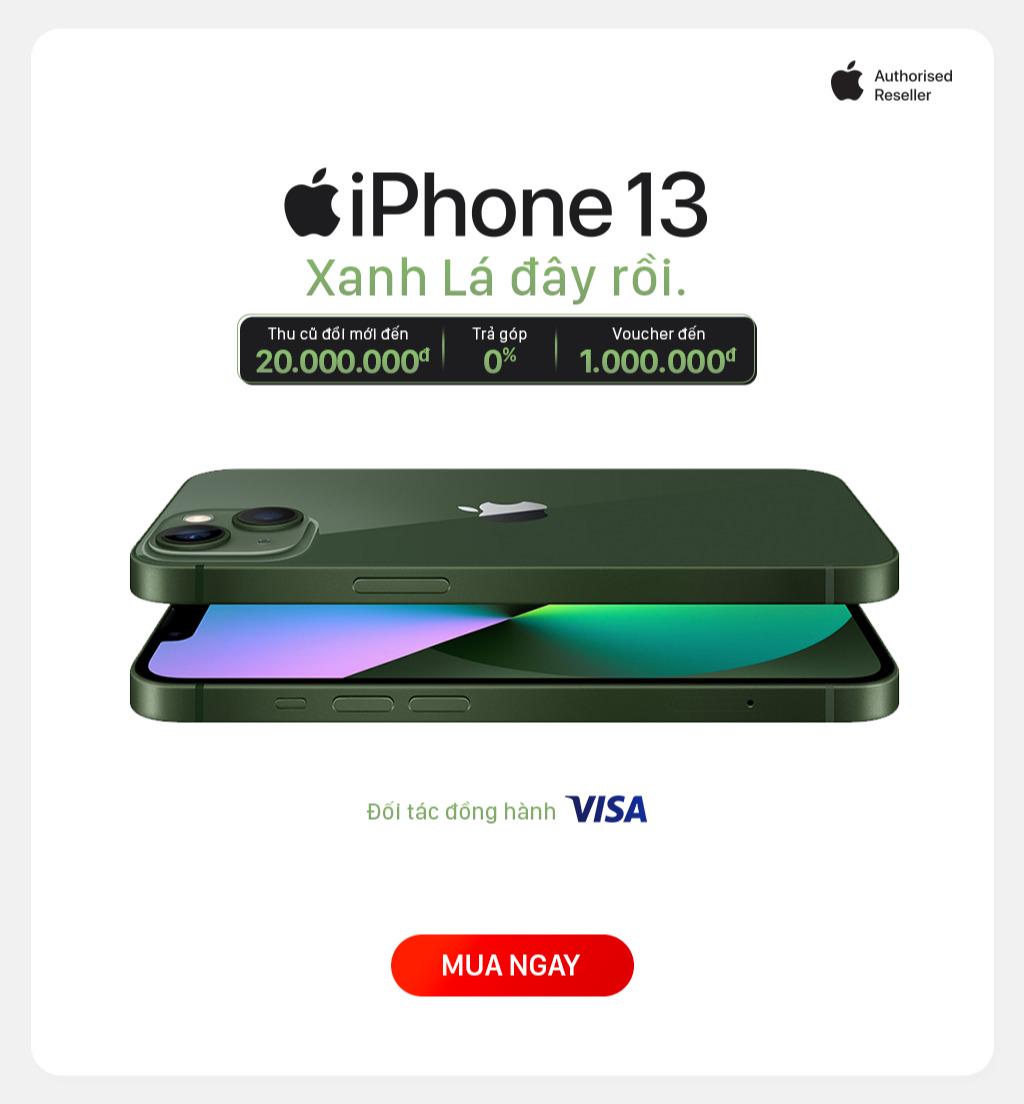 Authorised
Reseller
iPhone 13
Xanh Lá đây rồi.
Thu cũ đổi mới đến
20.000.000đ
Trả góp
0%
Voucher đến
1.000.000đ
Đối tác đồng hành VISA
MUA NGAY